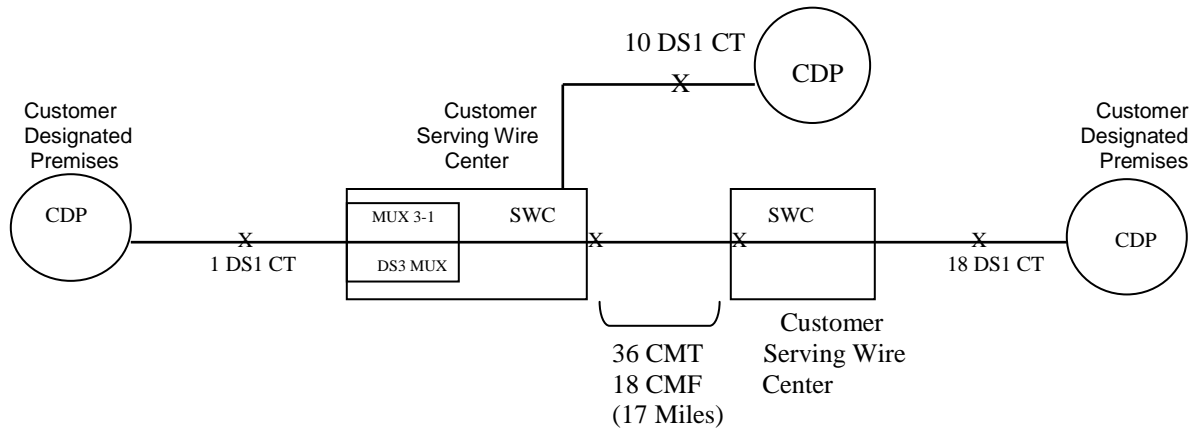 10 DS1 CT
CDP
X
Customer
Designated
Premises
Customer
Serving Wire
Center
Customer
Designated
Premises
CDP
MUX 3-1
SWC
SWC
CDP
X
X
X
X
1 DS1 CT
DS3 MUX
18 DS1 CT
36 CMT
18 CMF
(17 Miles)
Customer
Serving Wire
Center